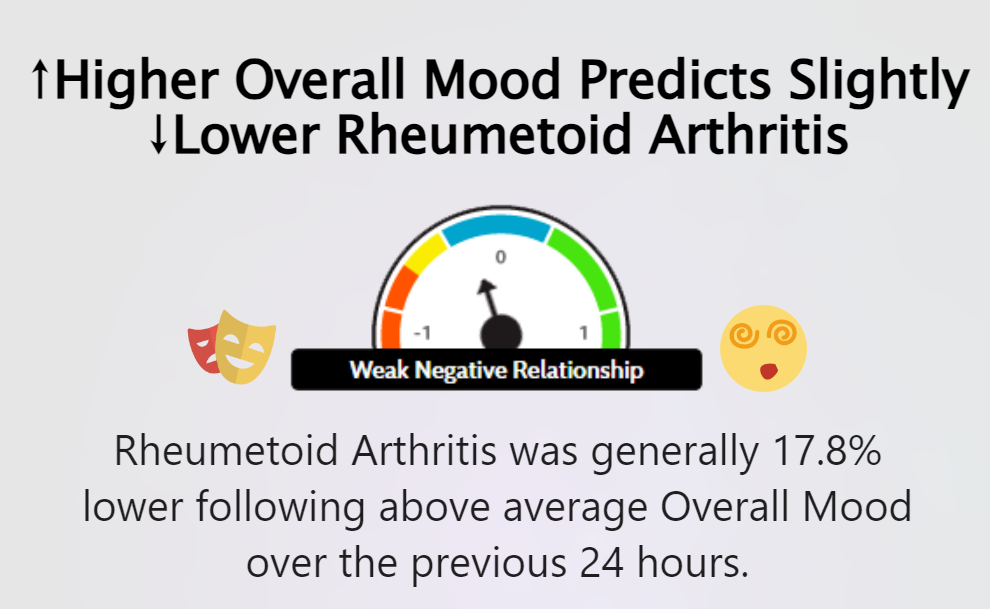 ↑Higher Overall Mood Predicts Slightly
↓Lower Rheumetoid Arthritis
0
-1
1
Weak Negative Relationship
Rheumetoid Arthritis was generally 17.8%
lower following above average Overall Mood
over the previous 24 hours.